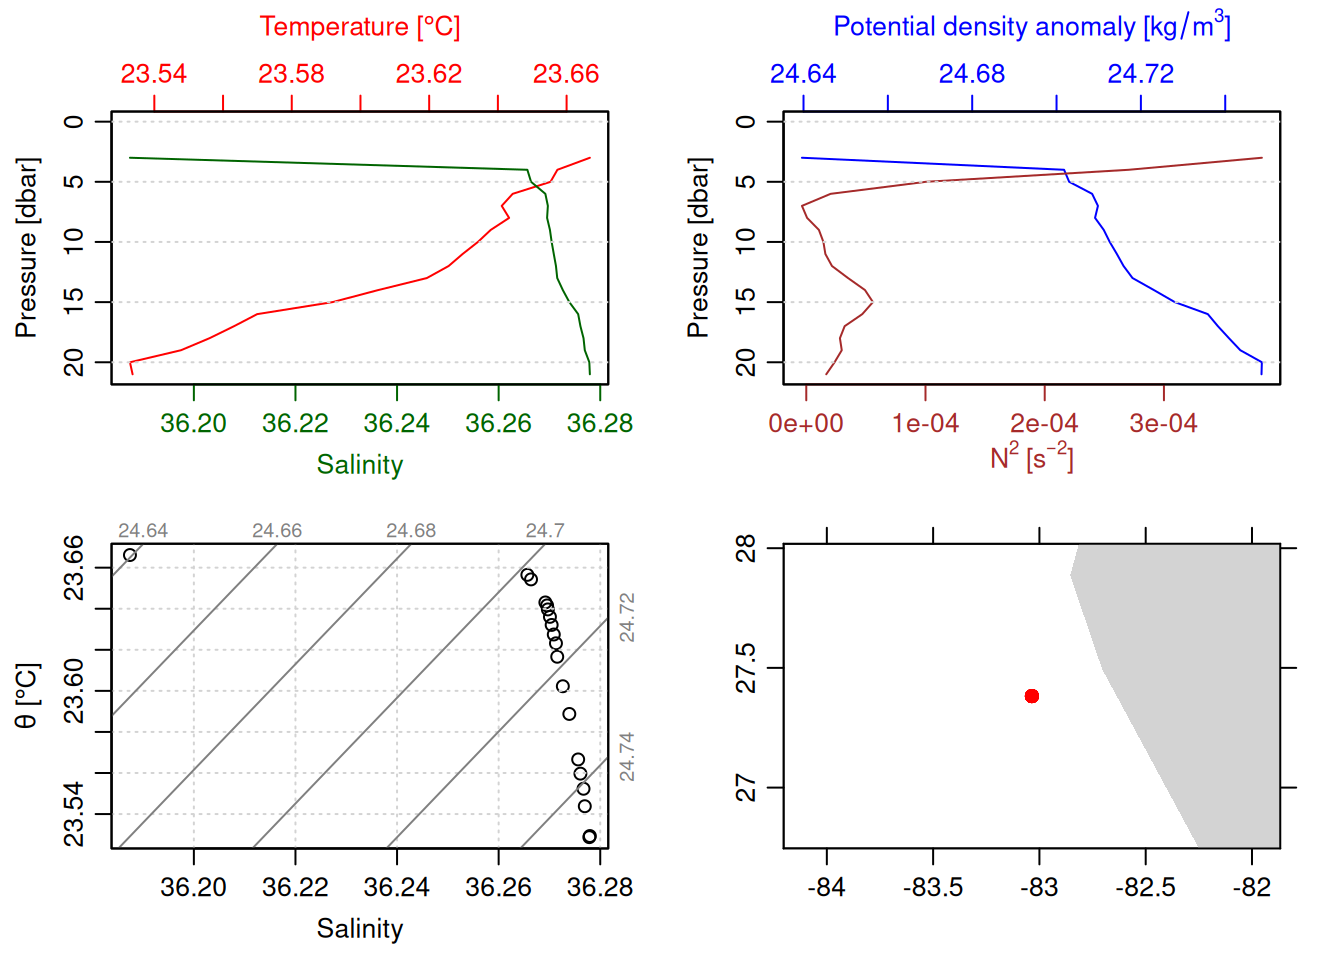 Temperature [°C]
23.54 23.58 23.62 23.66
0 5 10 15 20
Pressure [dbar]
36.20 36.22 36.24 36.26 36.28
Salinity
Potential density anomaly [kg/m³]
24.64 24.68 24.72
0 5 10 15 20
Pressure [dbar]
0e+00 1e-04 2e-04 3e-04
N² [s⁻²]
24.64 24.66 24.68 24.7
24.72
24.74
23.54 23.60 23.66
θ [°C]
36.20 36.22 36.24 36.26 36.28
Salinity
28
27.5
27
-84 -83.5 -83 -82.5 -82